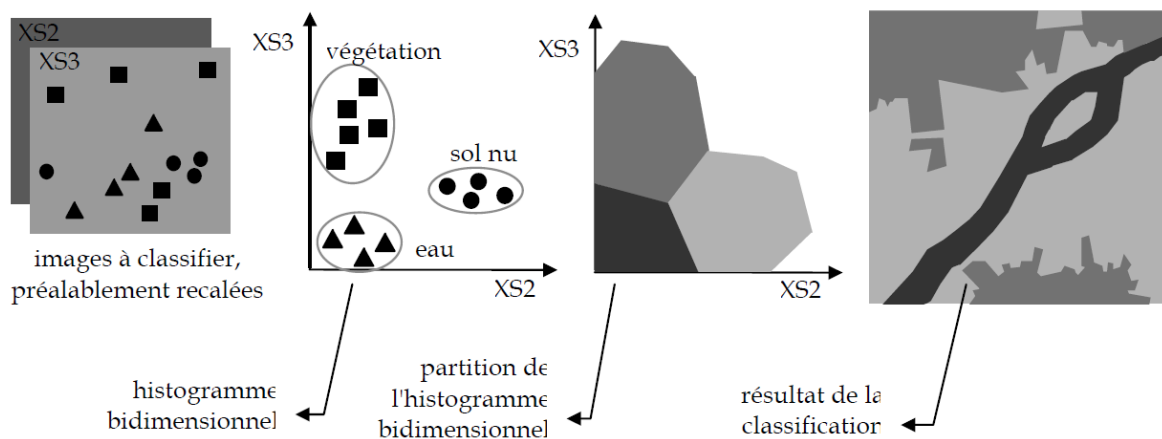 XS2
XS3
images à classifier,
préalablement recalées
XS3
végétation
sol nu
eau
XS2
histogramme
bidimensionnel
XS3
XS2
partition de
l'histogramme
bidimensionnel
résultat de la
classification